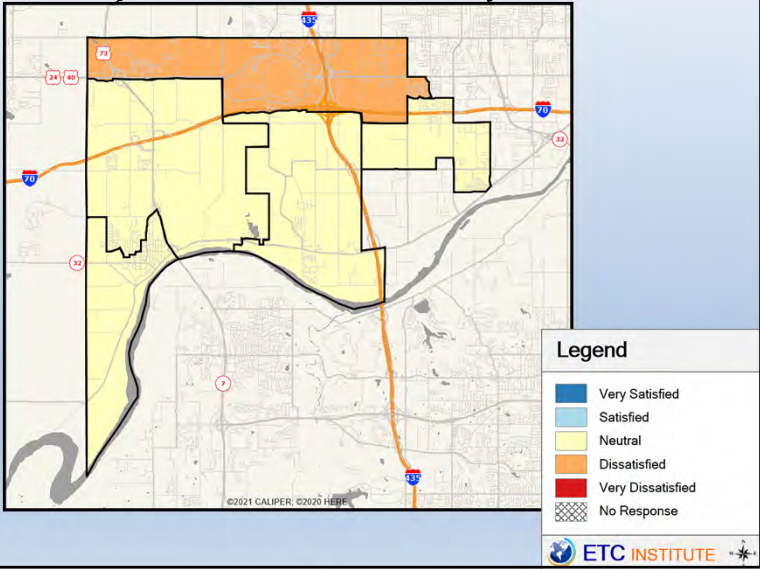 435
73
24 40
70
32
70
32
7
435
©2021 CALIPER; ©2020 HERE
Legend
Very Satisfied
Satisfied
Neutral
Dissatisfied
Very Dissatisfied
No Response
ETC INSTITUTE